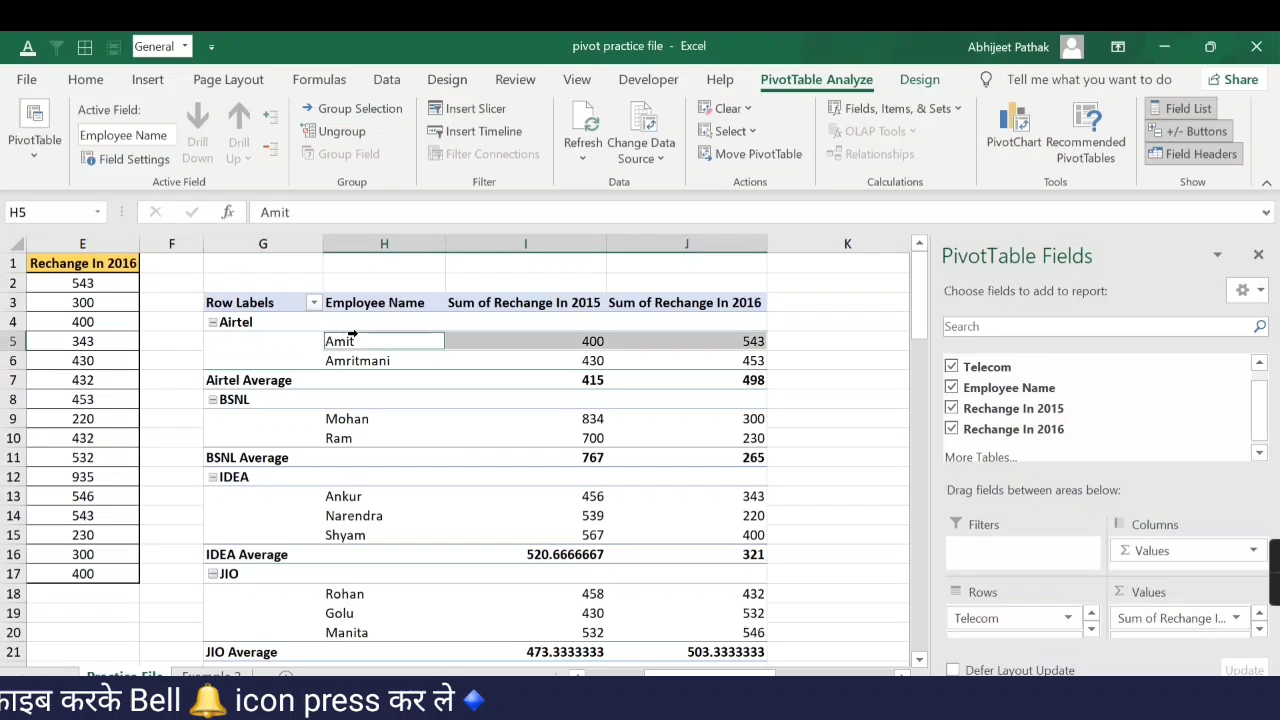 General
pivot practice file - Excel
Abhijeet Pathak
File Home Insert Page Layout Formulas Data Design Review View Developer Help PivotTable Analyze Design Tell me what you want to do Share
PivotTable
Active Field:
Employee Name
Field Settings
Drill Down
Drill Up
Active Field
Group Selection
Ungroup
Group Field
Group
Insert Slicer
Insert Timeline
Filter Connections
Filter
Refresh
Change Data Source
Data
Clear
Select
Move PivotTable
Actions
Fields, Items, & Sets
OLAP Tools
Relationships
Calculations
PivotChart
Recommended PivotTables
Tools
Field List
+/- Buttons
Field Headers
Show
H5 fx Amit
E F G H I J K
1 Rechange In 2016
2 543
3 300 Row Labels Employee Name Sum of Rechange In 2015 Sum of Rechange In 2016
4 400 Airtel
5 343 Amit 400 543
6 430 Amritmani 430 453
7 432 Airtel Average 415 498
8 453 BSNL
9 220 Mohan 834 300
10 432 Ram 700 230
11 532 BSNL Average 767 265
12 935 IDEA
13 546 Ankur 456 343
14 543 Narendra 539 220
15 230 Shyam 567 400
16 300 IDEA Average 520.6666667 321
17 400 JIO
18 Rohan 458 432
19 Golu 430 532
20 Manita 532 546
21 JIO Average 473.3333333 503.3333333
PivotTable Fields
Choose fields to add to report:
Search
Telecom
Employee Name
Rechange In 2015
Rechange In 2016
More Tables...
Drag fields between areas below:
Filters
Columns
Σ Values
Rows
Σ Values
Telecom
Sum of Rechange I...
Defer Layout Update
Update
करके Bell 🔔 icon press कर ले🔹